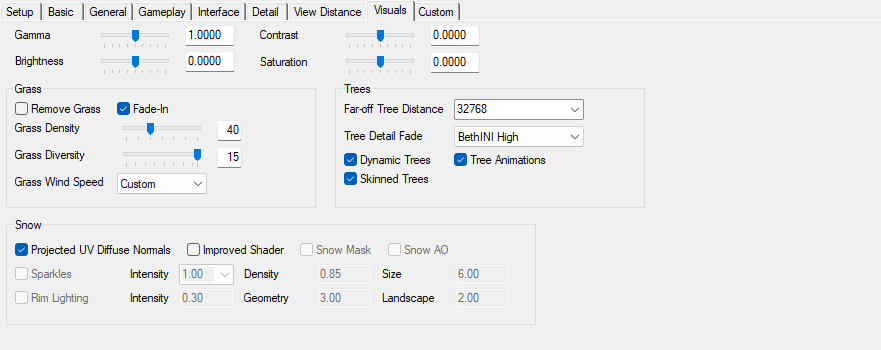 Setup Basic General Gameplay Interface Detail View Distance Visuals Custom
Gamma 1.0000 Contrast 0.0000
Brightness 0.0000 Saturation 0.0000
Grass Trees
Remove Grass Fade-In Far-off Tree Distance 32768
Grass Density 40 Tree Detail Fade BethINI High
Grass Diversity 15 Dynamic Trees Tree Animations
Grass Wind Speed Custom Skinned Trees
Snow
Projected UV Diffuse Normals Improved Shader Snow Mask Snow AO
Sparkles Intensity 1.00 Density 0.85 Size 6.00
Rim Lighting Intensity 0.30 Geometry 3.00 Landscape 2.00